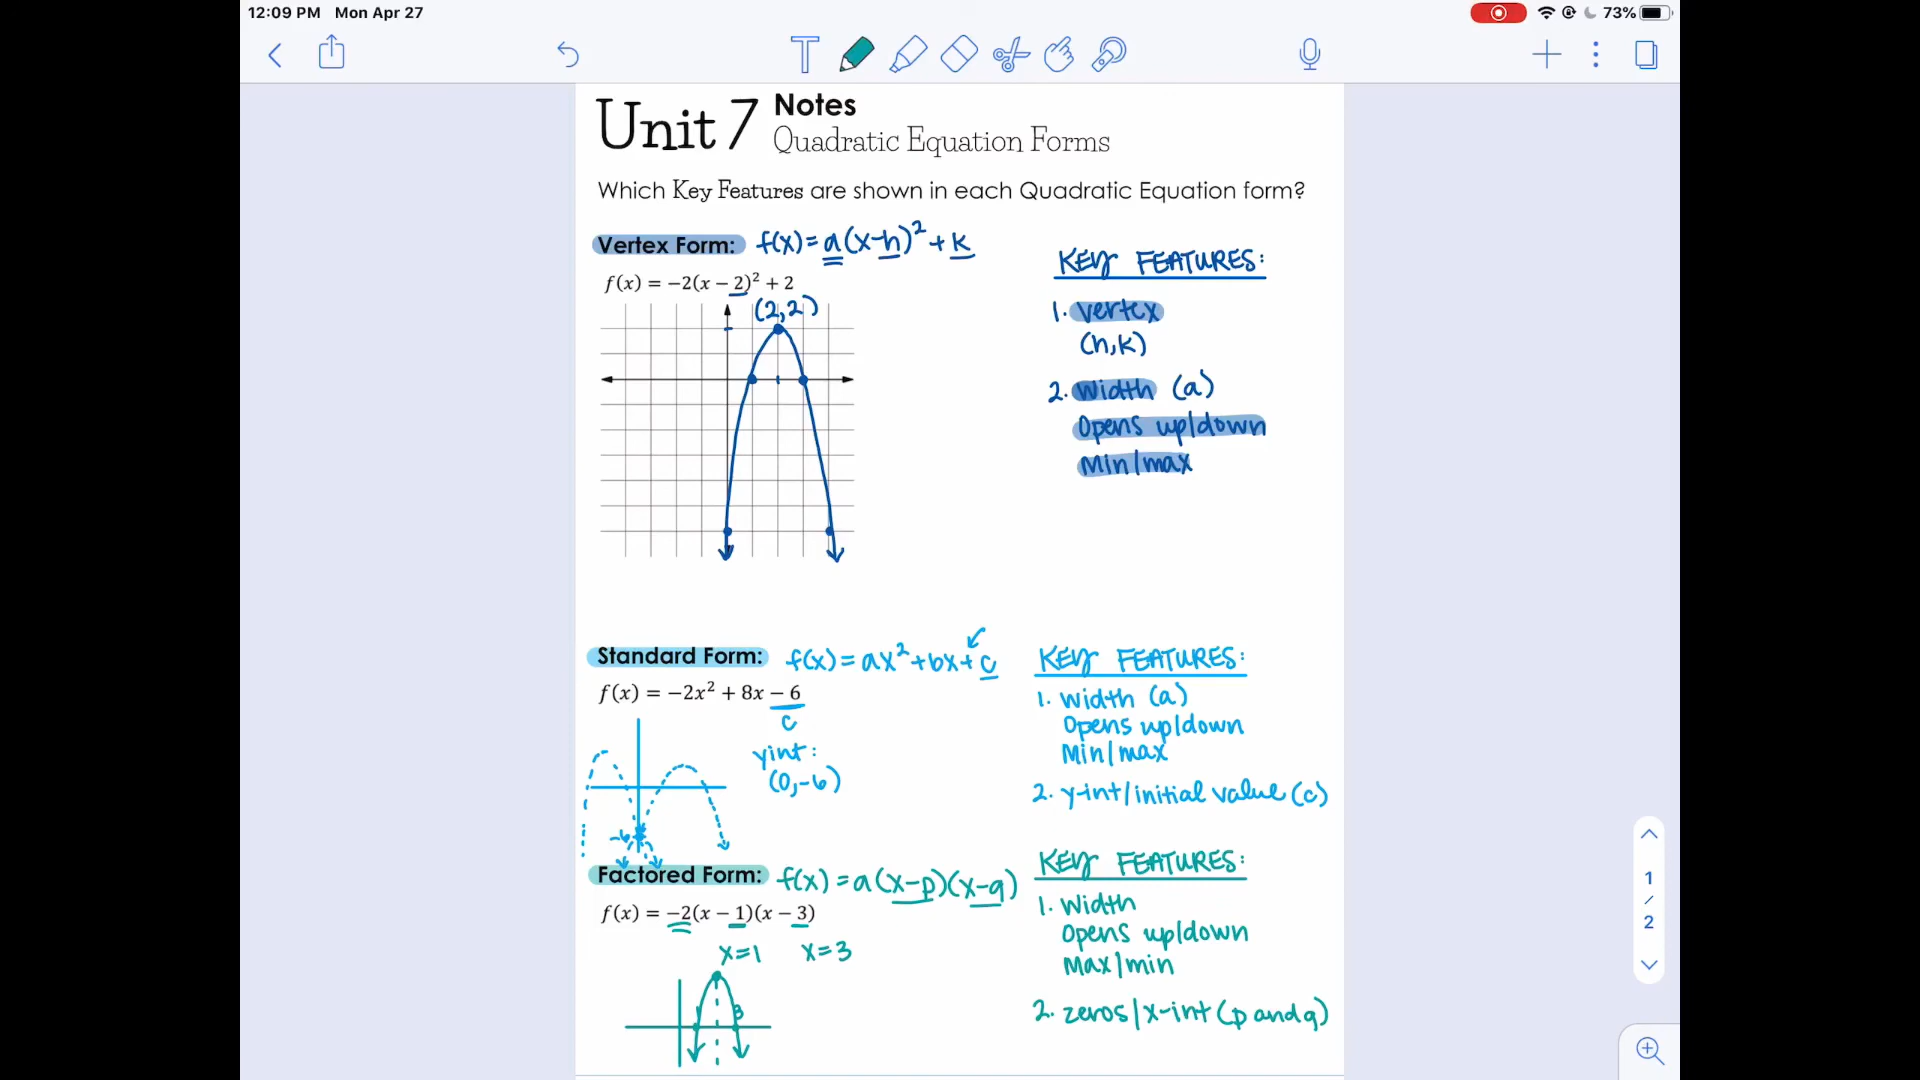 12:09 PM Mon Apr 27
73%
T
Unit 7 Notes
Quadratic Equation Forms
Which Key Features are shown in each Quadratic Equation form?
Vertex Form: f(x) = a(x-h)² + k
f(x) = −2(x − 2)² + 2
(2,2)
KEY FEATURES:
1. vertex
(h,k)
2. width (a)
Opens up/down
Min/max
Standard Form: f(x) = ax² + bx + c
f(x) = −2x² + 8x − 6
c
yint:
(0,-6)
-6
KEY FEATURES:
1. width (a)
Opens up/down
Min/max
2. y-int/initial value (c)
Factored Form: f(x) = a(x-p)(x-q)
f(x) = −2(x − 1)(x − 3)
x=1 x=3
1 3
KEY FEATURES:
1. Width
Opens up/down
Max/min
2. zeros/x-int (p and q)
1
/
2